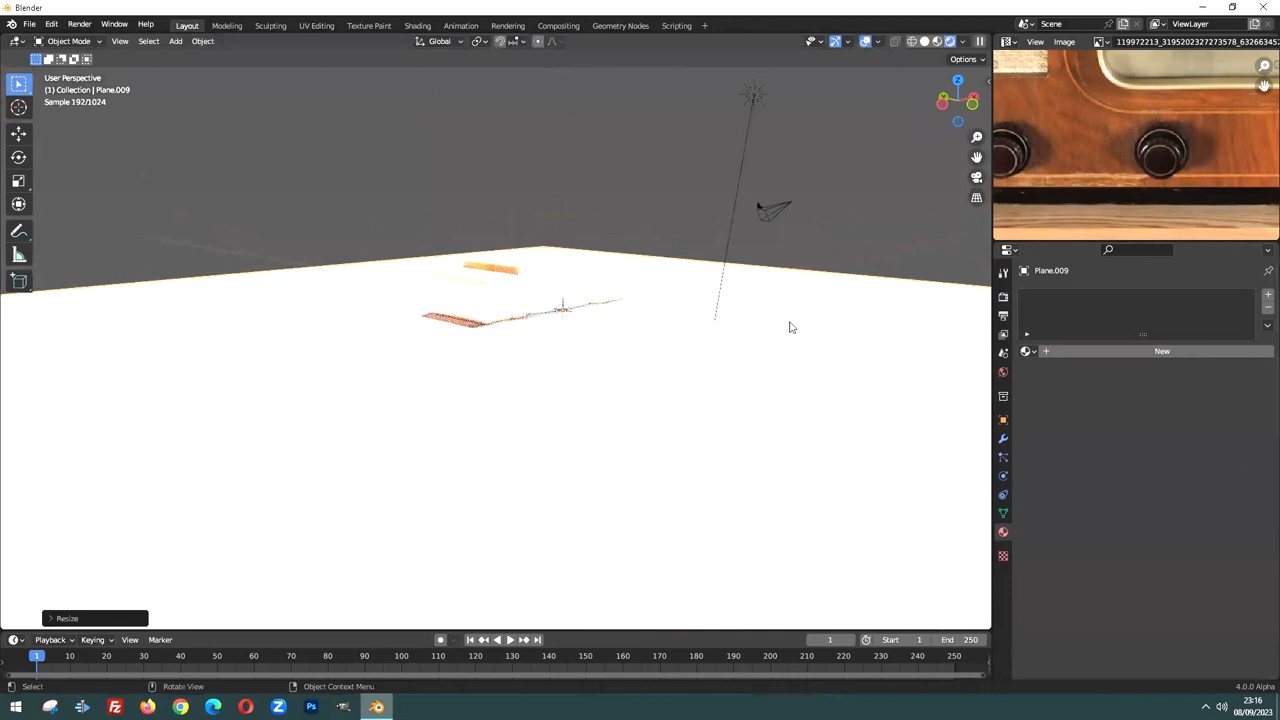 Blender
File Edit Render Window Help Layout Modeling Sculpting UV Editing Texture Paint Shading Animation Rendering Compositing Geometry Nodes Scripting + Scene ViewLayer
Object Mode View Select Add Object Global View Image 119972213_3195202327273578_63266345
Options
User Perspective
(1) Collection | Plane.009
Sample 192/1024
Z
Plane.009
New
Resize
Playback Keying View Marker 1 Start 1 End 250
1 10 20 30 40 50 60 70 80 90 100 110 120 130 140 150 160 170 180 190 200 210 220 230 240 250
Select Rotate View Object Context Menu 4.0.0 Alpha
23:16
08/09/2023